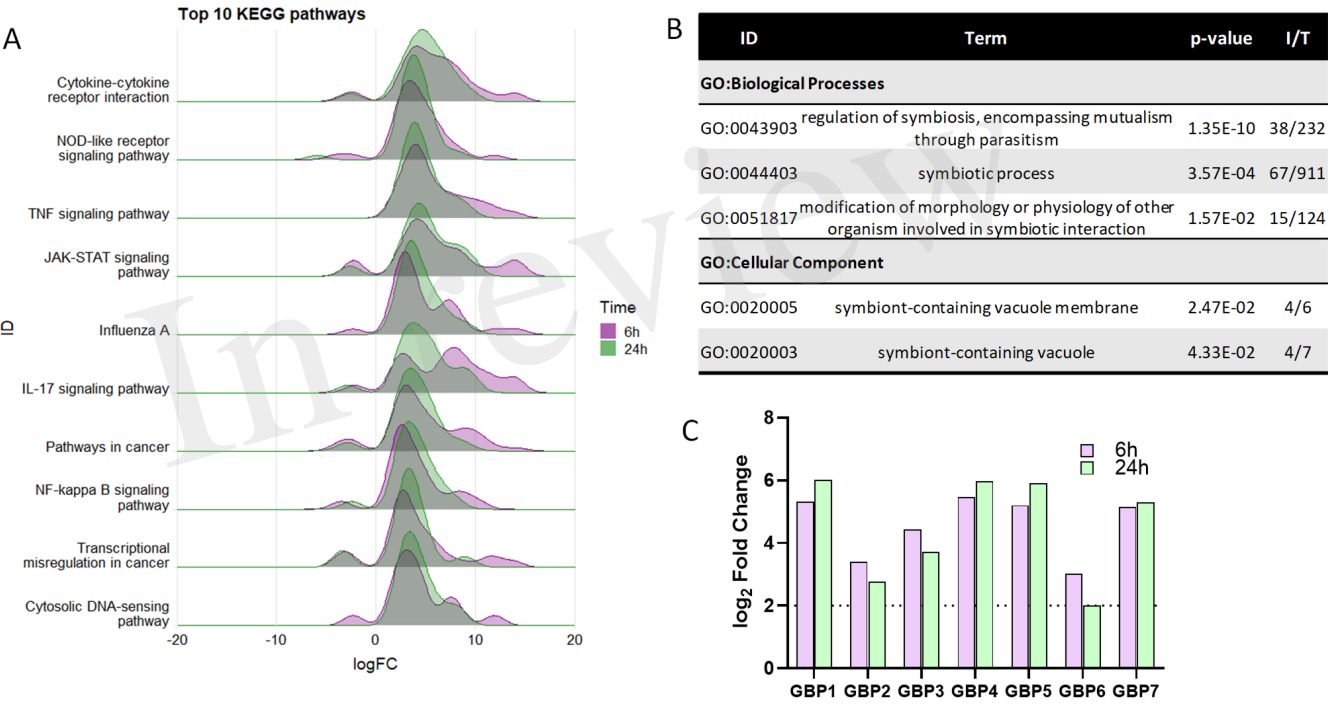 A
Top 10 KEGG pathways
Cytokine-cytokine
receptor interaction
NOD-like receptor
signaling pathway
TNF signaling pathway
JAK-STAT signaling
pathway
Influenza A
IL-17 signaling pathway
Pathways in cancer
NF-kappa B signaling
pathway
Transcriptional
misregulation in cancer
Cytosolic DNA-sensing
pathway
ID
-20 -10 0 10 20
logFC
Time
6h
24h
B
ID Term p-value I/T
GO:Biological Processes
GO:0043903 regulation of symbiosis, encompassing mutualism
through parasitism 1.35E-10 38/232
GO:0044403 symbiotic process 3.57E-04 67/911
GO:0051817 modification of morphology or physiology of other
organism involved in symbiotic interaction 1.57E-02 15/124
GO:Cellular Component
GO:0020005 symbiont-containing vacuole membrane 2.47E-02 4/6
GO:0020003 symbiont-containing vacuole 4.33E-02 4/7
C
log2 Fold Change
8
6
4
2
0
6h
24h
GBP1 GBP2 GBP3 GBP4 GBP5 GBP6 GBP7
In review